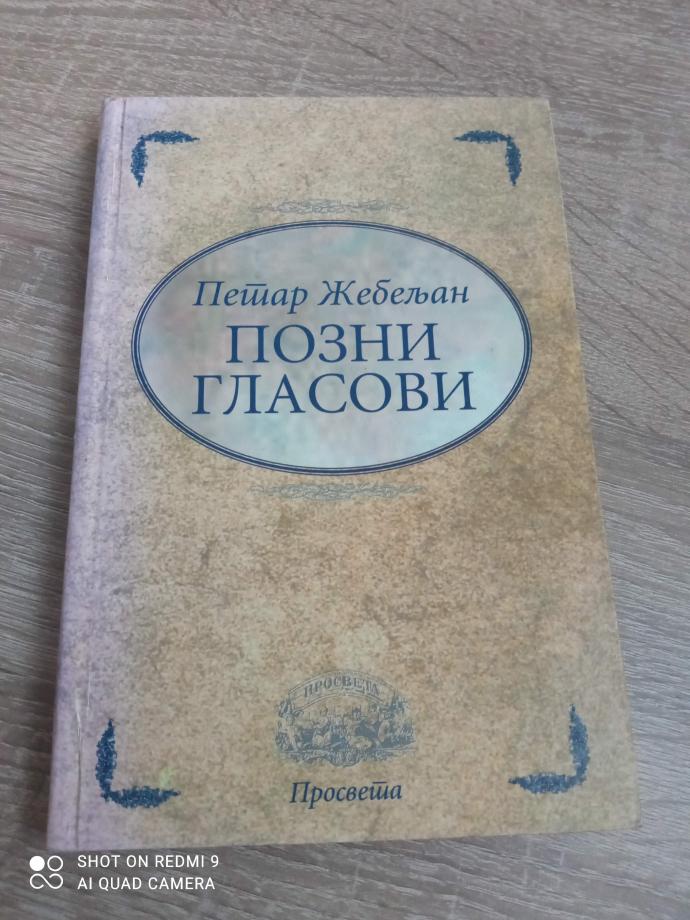 Петар Жебељан
ПОЗНИ
ГЛАСОВИ
ПРОСВЕТА
Просвета
SHOT ON REDMI 9
AI QUAD CAMERA